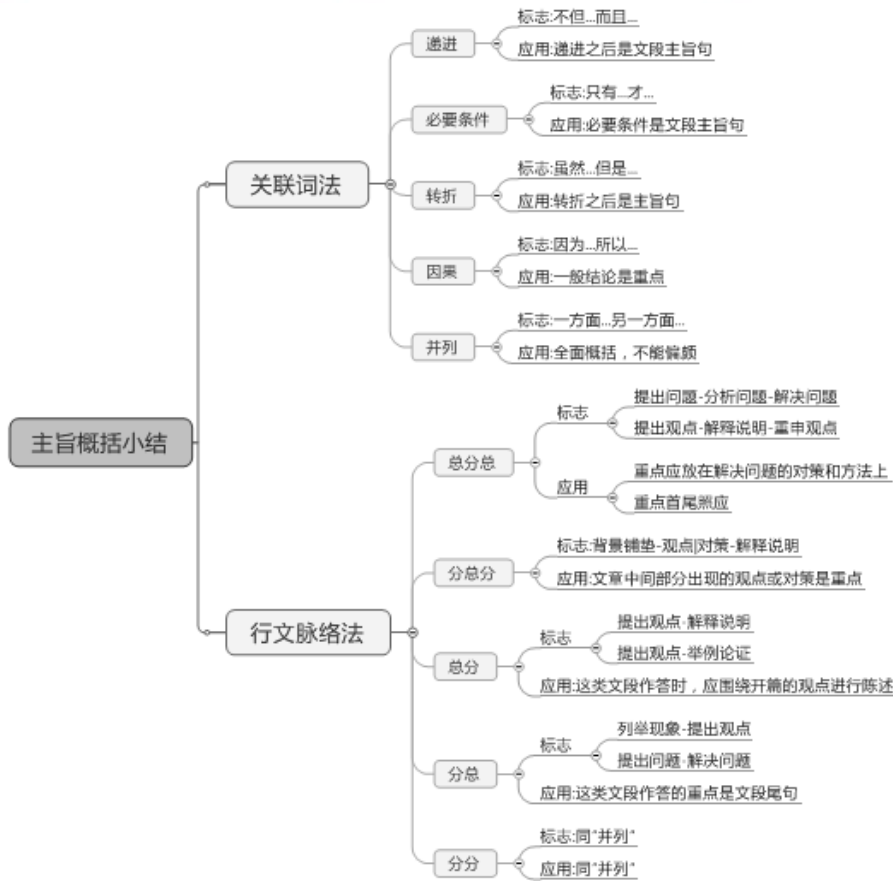 主旨概括小结
关联词法
递进
标志:不但...而且...
应用:递进之后是文段主旨句
必要条件
标志:只有...才...
应用:必要条件是文段主旨句
转折
标志:虽然...但是...
应用:转折之后是主旨句
因果
标志:因为...所以...
应用:一般结论是重点
并列
标志:一方面...另一方面...
应用:全面概括，不能偏颇
行文脉络法
总分总
标志
提出问题-分析问题-解决问题
提出观点-解释说明-重申观点
应用
重点应放在解决问题的对策和方法上
重点首尾照应
分总分
标志:背景铺垫-观点|对策-解释说明
应用:文章中间部分出现的观点或对策是重点
总分
标志
提出观点-解释说明
提出观点-举例论证
应用:这类文段作答时，应围绕开篇的观点进行陈述
分总
标志
列举现象-提出观点
提出问题-解决问题
应用:这类文段作答的重点是文段尾句
分分
标志:同"并列"
应用:同"并列"